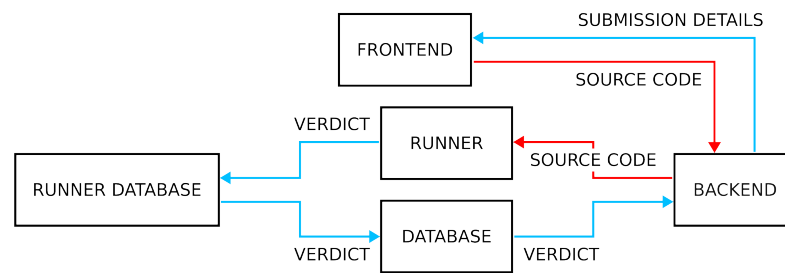 SUBMISSION DETAILS
FRONTEND
SOURCE CODE
VERDICT
RUNNER
SOURCE CODE
RUNNER DATABASE
BACKEND
DATABASE
VERDICT
VERDICT